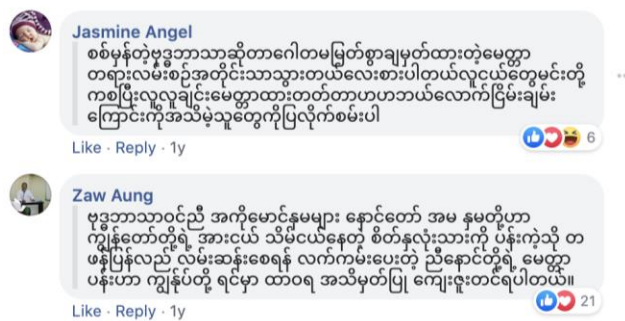 Jasmine Angel
စစ်မှန်တဲ့ဗုဒ္ဓဘာသာဆိုတာဂေါတမမြတ်စွာချမှတ်ထားတဲ့မေတ္တာ
တရားလမ်းစဉ်အတိုင်းသာသွားတယ်လေးစားပါတယ်လူငယ်တွေမင်းတို့
ကစပြီးလူလူချင်းမေတ္တာထားတတ်တာဟဟဘယ်လောက်ငြိမ်းချမ်း
ကြောင်းကိုအသိမဲ့သူတွေကိုပြလိုက်စမ်းပါ
6
Like · Reply · 1y
Zaw Aung
ဗုဒ္ဓဘာသာဝင်ညီ အကိုမောင်နှမများ နောင်တော် အမ နှမတို့ဟာ
ကျွန်တော်တို့ရဲ့ အားငယ် သိမ်ငယ်နေတဲ့ စိတ်နှလုံးသားကို ပန်းကဲ့သို တ
ဖန်ပြန်လည် လမ်းဆန်းစေရန် လက်ကမ်းပေးတဲ့ ညီနောင်တို့ရဲ့ မေတ္တာ
ပန်းဟာ ကျွန်ုပ်တို့ ရင်မှာ ထာဝရ အသိမှတ်ပြု ကျေးဇူးတင်ရပါတယ်။
21
Like · Reply · 1y